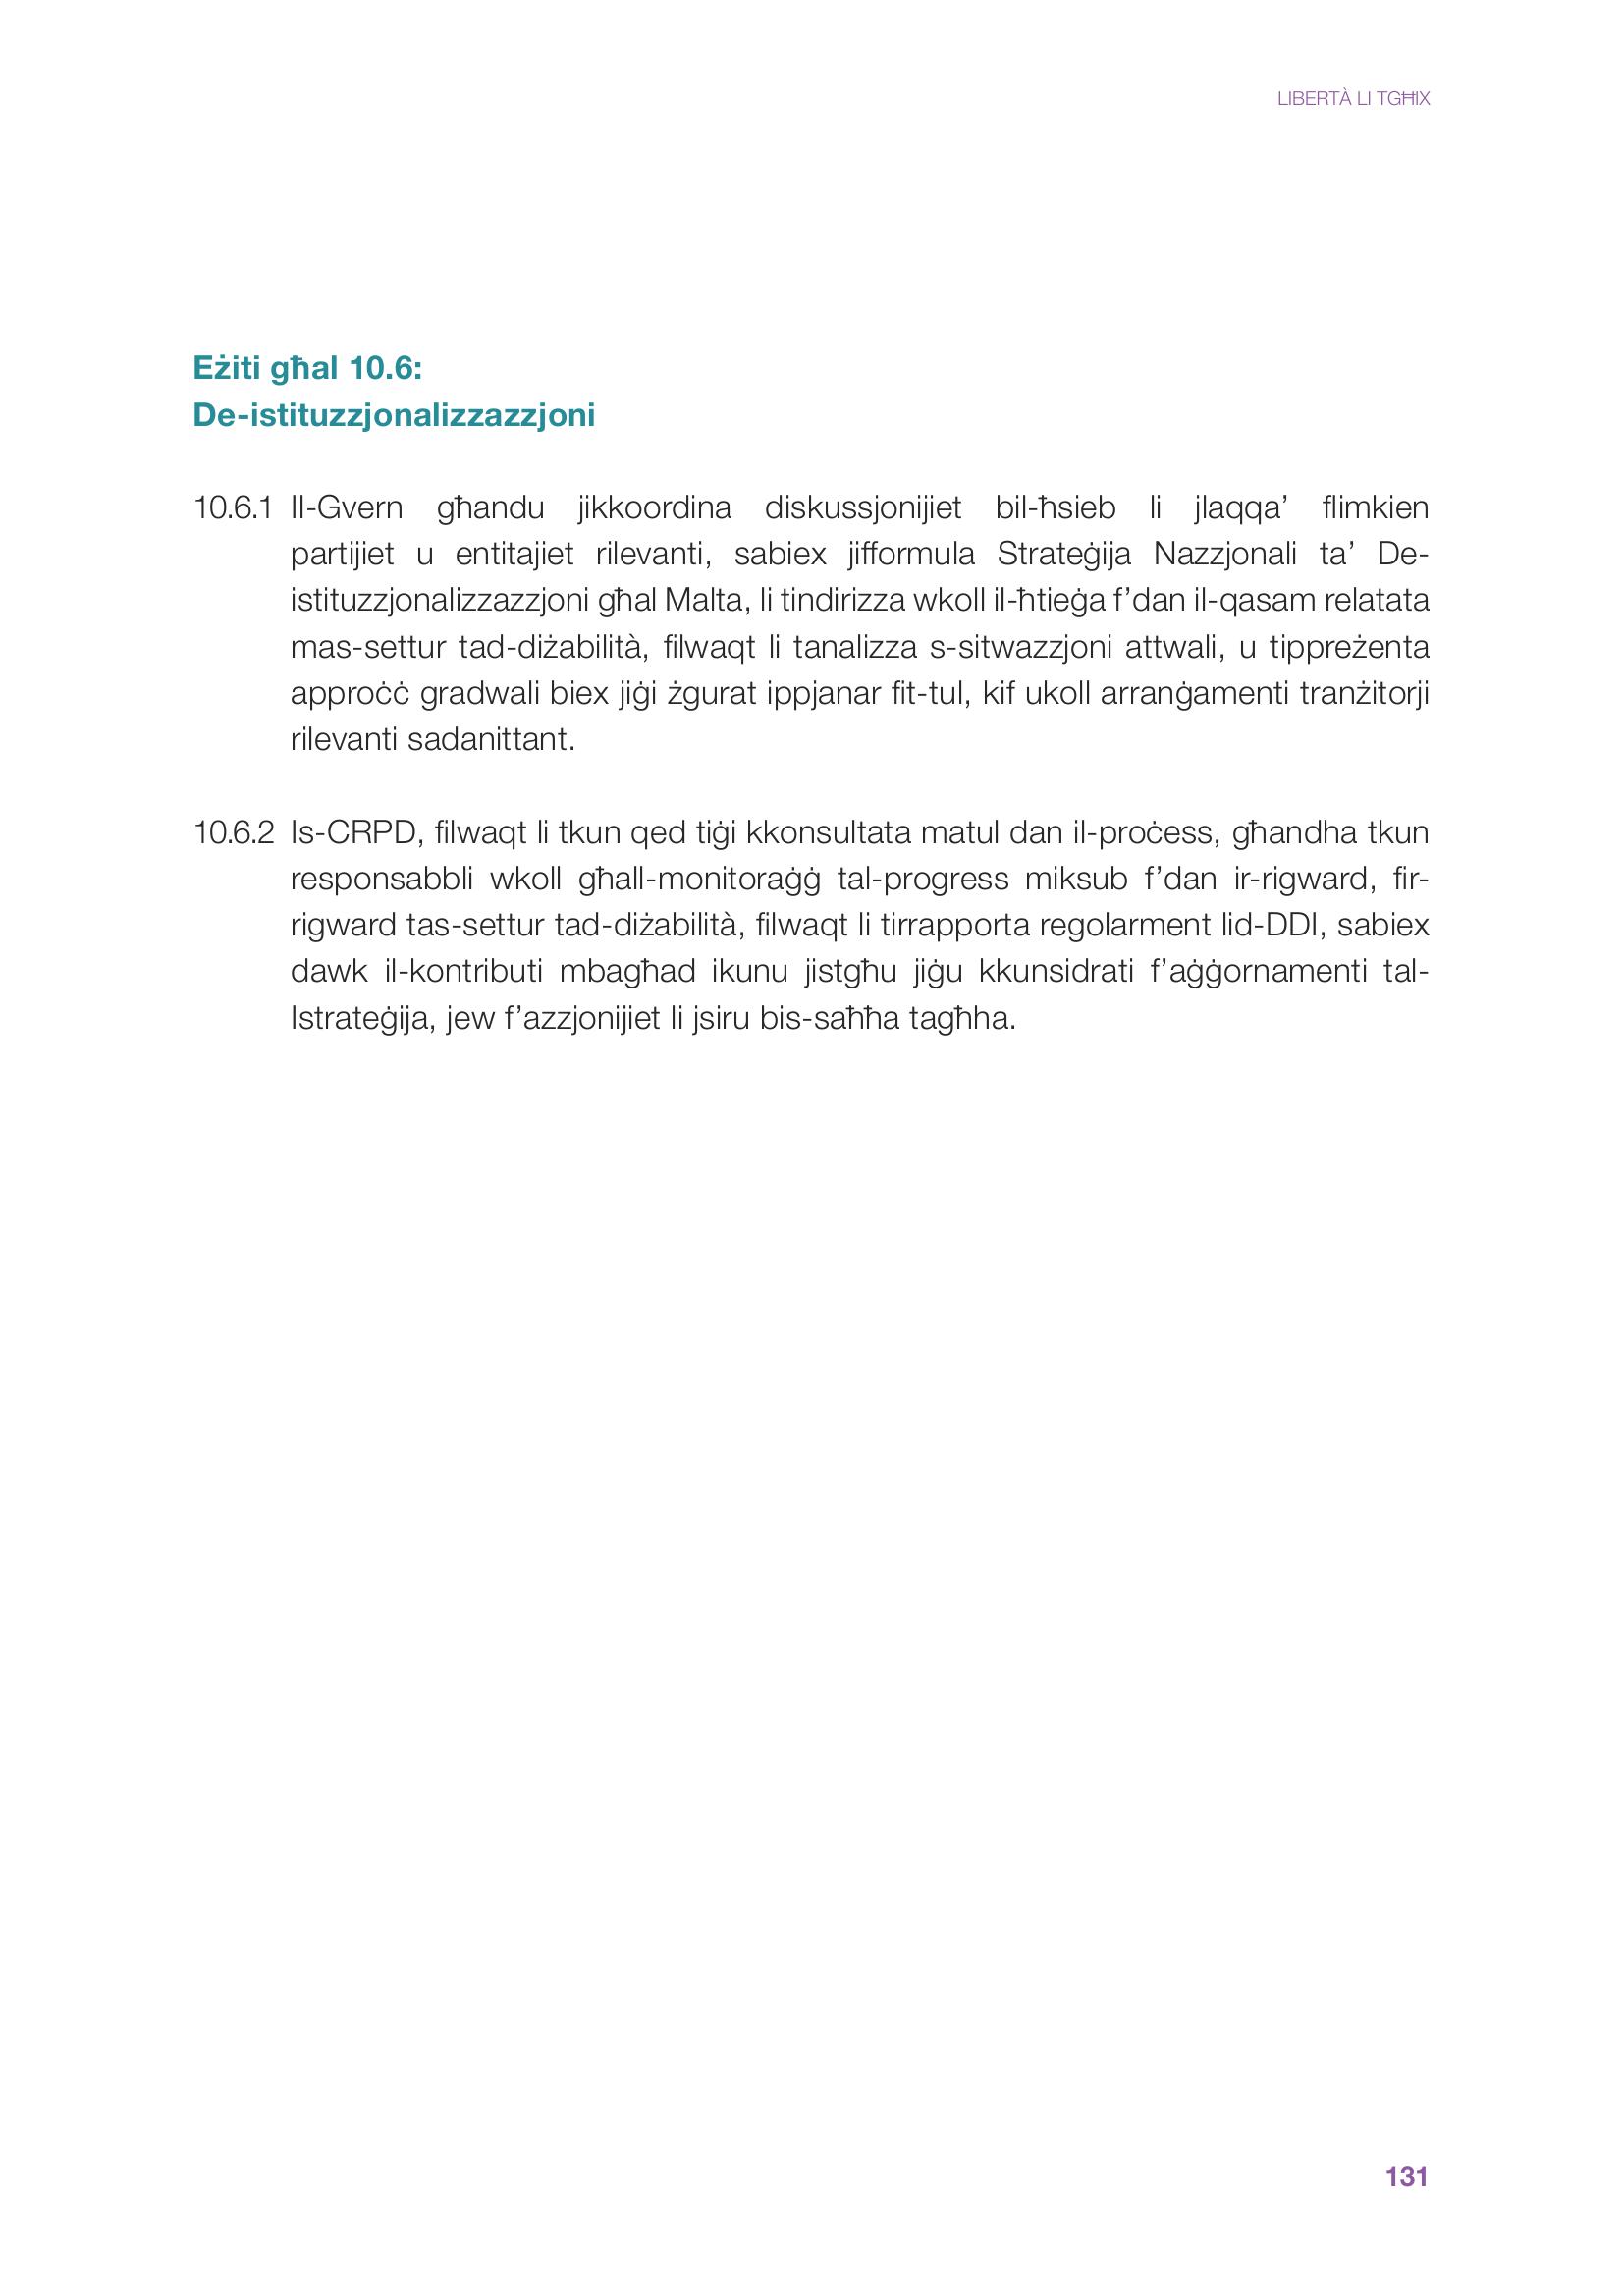 LIBERTÀ LI TGĦIX
Eżiti għal 10.6:
De-istituzzjonalizzazzjoni
10.6.1 Il-Gvern għandu jikkoordina diskussjonijiet bil-ħsieb li jlaqqa’ flimkien
partijiet u entitajiet rilevanti, sabiex jifformula Strateġija Nazzjonali ta’ De-
istituzzjonalizzazzjoni għal Malta, li tindirizza wkoll il-ħtieġa f’dan il-qasam relatata
mas-settur tad-diżabilità, filwaqt li tanalizza s-sitwazzjoni attwali, u tippreżenta
approċċ gradwali biex jiġi żgurat ippjanar fit-tul, kif ukoll arranġamenti tranżitorji
rilevanti sadanittant.
10.6.2 Is-CRPD, filwaqt li tkun qed tiġi kkonsultata matul dan il-proċess, għandha tkun
responsabbli wkoll għall-monitoraġġ tal-progress miksub f’dan ir-rigward, fir-
rigward tas-settur tad-diżabilità, filwaqt li tirrapporta regolarment lid-DDI, sabiex
dawk il-kontributi mbagħad ikunu jistgħu jiġu kkunsidrati f’aġġornamenti tal-
Istrateġija, jew f’azzjonijiet li jsiru bis-saħħa tagħha.
131